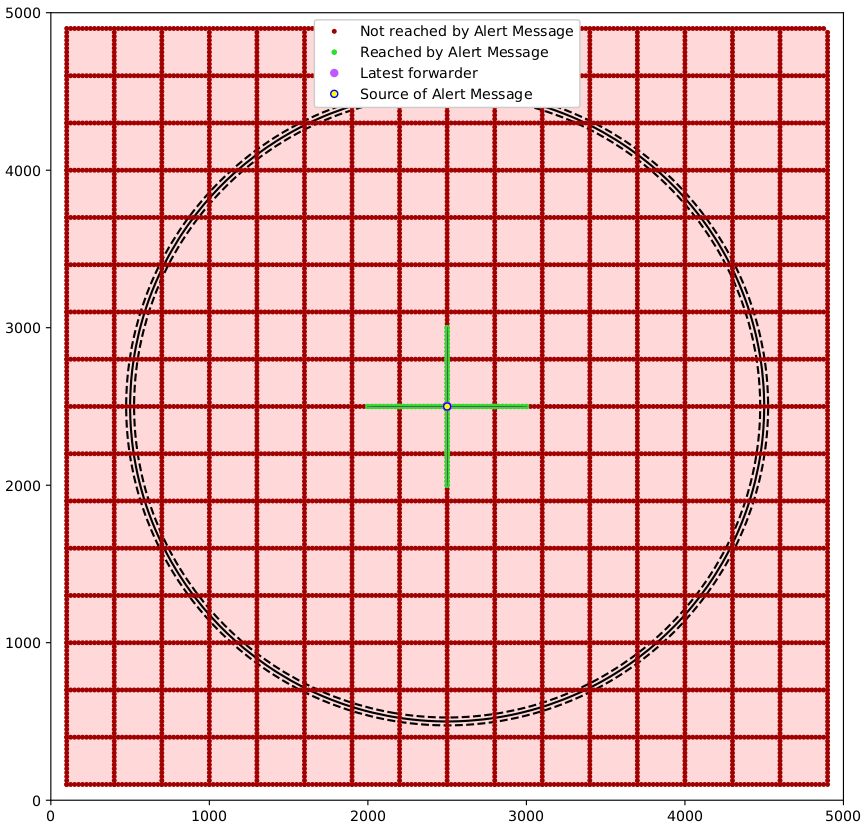 5000
Not reached by Alert Message
Reached by Alert Message
Latest forwarder
Source of Alert Message
4000
3000
2000
1000
0
0 1000 2000 3000 4000 5000